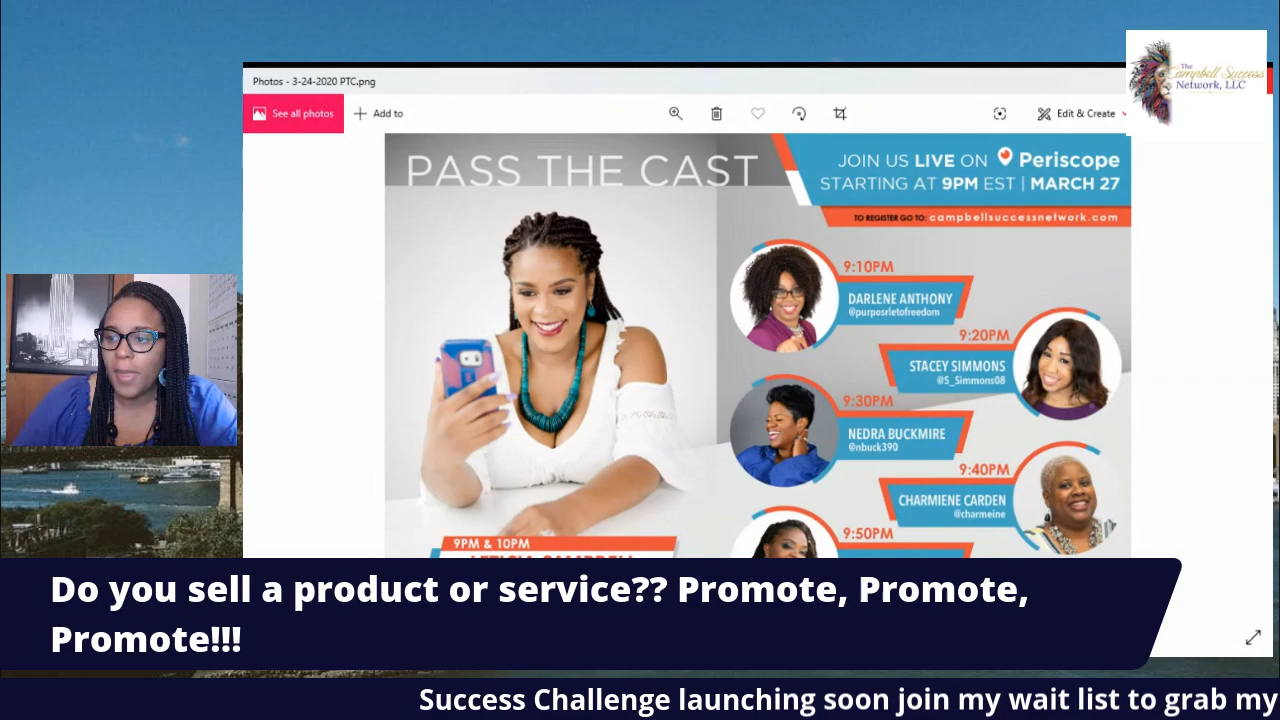 Photos - 3-24-2020 PTC.png
The
Campbell Success
Network, LLC
See all photos
Add to
Edit & Create
PASS THE CAST
JOIN US LIVE ON Periscope
STARTING AT 9PM EST | MARCH 27
TO REGISTER GO TO: campbellsuccessnetwork.com
9:10PM
DARLENE ANTHONY
@purposrletofreedom
9:20PM
STACEY SIMMONS
@S_Simmons08
9:30PM
NEDRA BUCKMIRE
@nbuck390
9:40PM
CHARMIENE CARDEN
@charmeine
9:50PM
9PM & 10PM
LETICIA CAMPBELL
Do you sell a product or service?? Promote, Promote,
Promote!!!
Success Challenge launching soon join my wait list to grab my